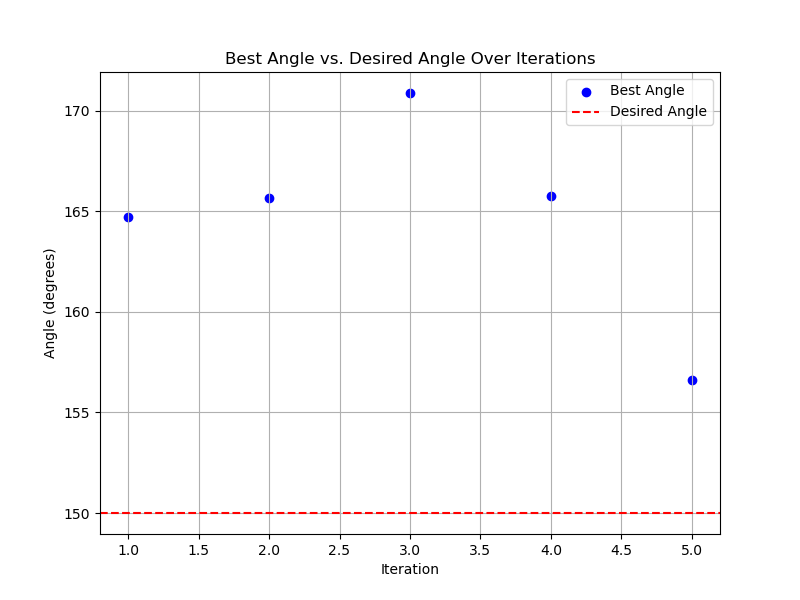 Best Angle vs. Desired Angle Over Iterations
Best Angle
Desired Angle
170
165
160
155
150
Angle (degrees)
1.0 1.5 2.0 2.5 3.0 3.5 4.0 4.5 5.0
Iteration